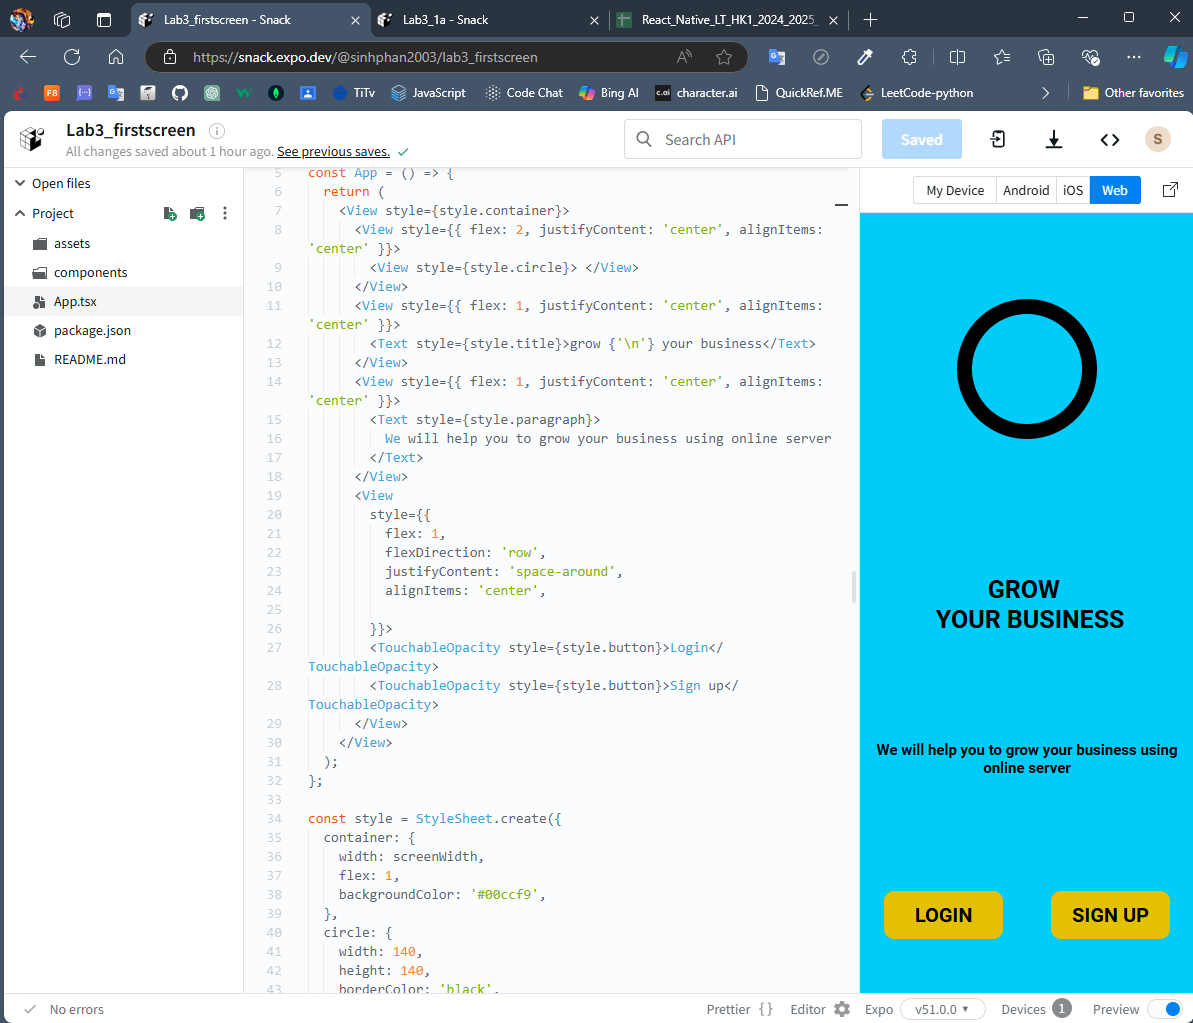 Lab3_firstscreen - Snack
Lab3_1a - Snack
React_Native_LT_HK1_2024_2025_
https://snack.expo.dev/@sinhphan2003/lab3_firstscreen
F8
TiTv
JavaScript
Code Chat
Bing AI
c.ai
character.ai
QuickRef.ME
LeetCode-python
Other favorites
Lab3_firstscreen
All changes saved about 1 hour ago. See previous saves.
Search API
Saved
S
Open files
Project
assets
components
App.tsx
package.json
README.md
5 const App = () => {
6 return (
7 <View style={style.container}>
8 <View style={{ flex: 2, justifyContent: 'center', alignItems:
'center' }}>
9 <View style={style.circle}> </View>
10 </View>
11 <View style={{ flex: 1, justifyContent: 'center', alignItems:
'center' }}>
12 <Text style={style.title}>grow {'\n'} your business</Text>
13 </View>
14 <View style={{ flex: 1, justifyContent: 'center', alignItems:
'center' }}>
15 <Text style={style.paragraph}>
16 We will help you to grow your business using online server
17 </Text>
18 </View>
19 <View
20 style={{
21 flex: 1,
22 flexDirection: 'row',
23 justifyContent: 'space-around',
24 alignItems: 'center',
25
26 }}>
27 <TouchableOpacity style={style.button}>Login</
TouchableOpacity>
28 <TouchableOpacity style={style.button}>Sign up</
TouchableOpacity>
29 </View>
30 </View>
31 );
32 };
33
34 const style = StyleSheet.create({
35 container: {
36 width: screenWidth,
37 flex: 1,
38 backgroundColor: '#00ccf9',
39 },
40 circle: {
41 width: 140,
42 height: 140,
43 borderColor: 'black',
My Device
Android
iOS
Web
GROW
YOUR BUSINESS
We will help you to grow your business using
online server
LOGIN
SIGN UP
No errors
Prettier { }
Editor
Expo
v51.0.0
Devices 1
Preview